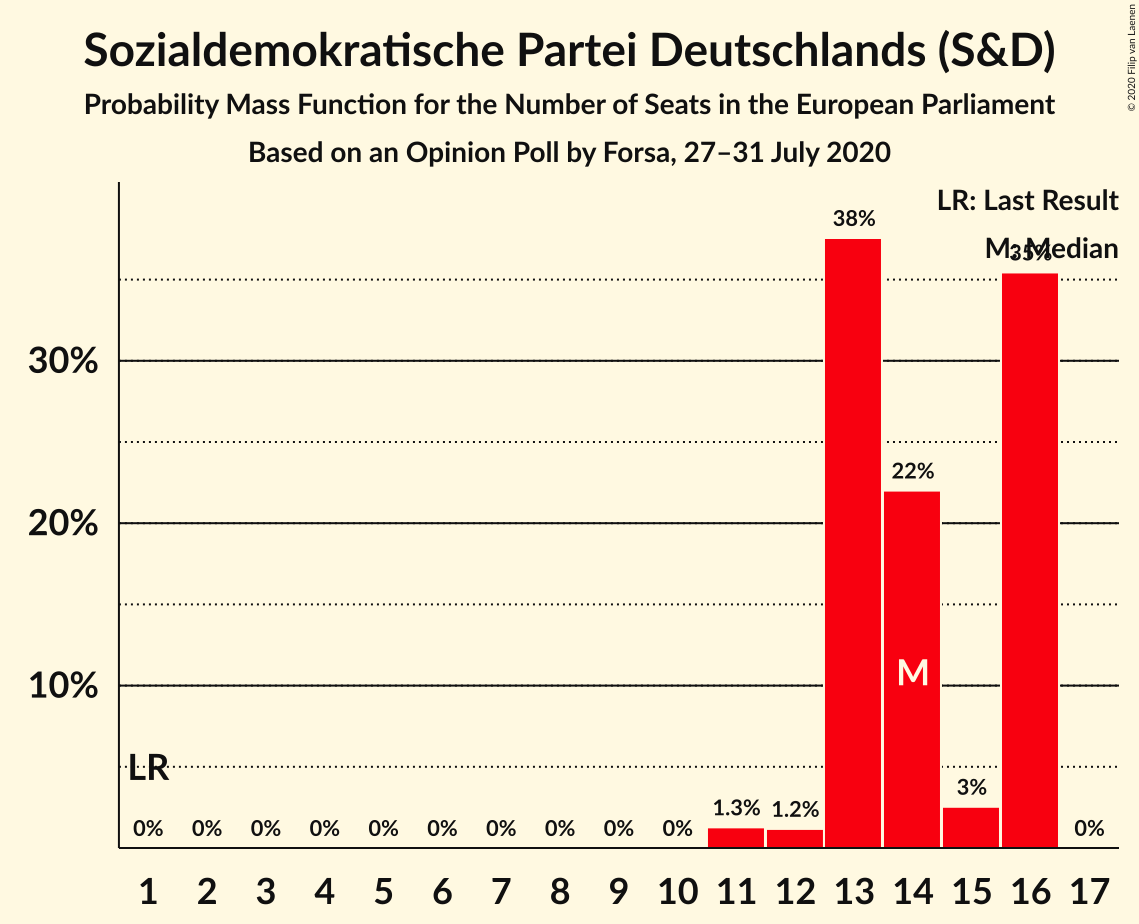 Sozialdemokratische Partei Deutschlands (S&D)
Probability Mass Function for the Number of Seats in the European Parliament
Based on an Opinion Poll by Forsa, 27–31 July 2020
© 2020 Filip van Laenen
LR: Last Result
M: Median
38%
35%
30%
22%
20%
M
10%
LR
3%
1.3%
1.2%
0% 0% 0% 0% 0% 0% 0% 0% 0% 0% 0%
1 2 3 4 5 6 7 8 9 10 11 12 13 14 15 16 17